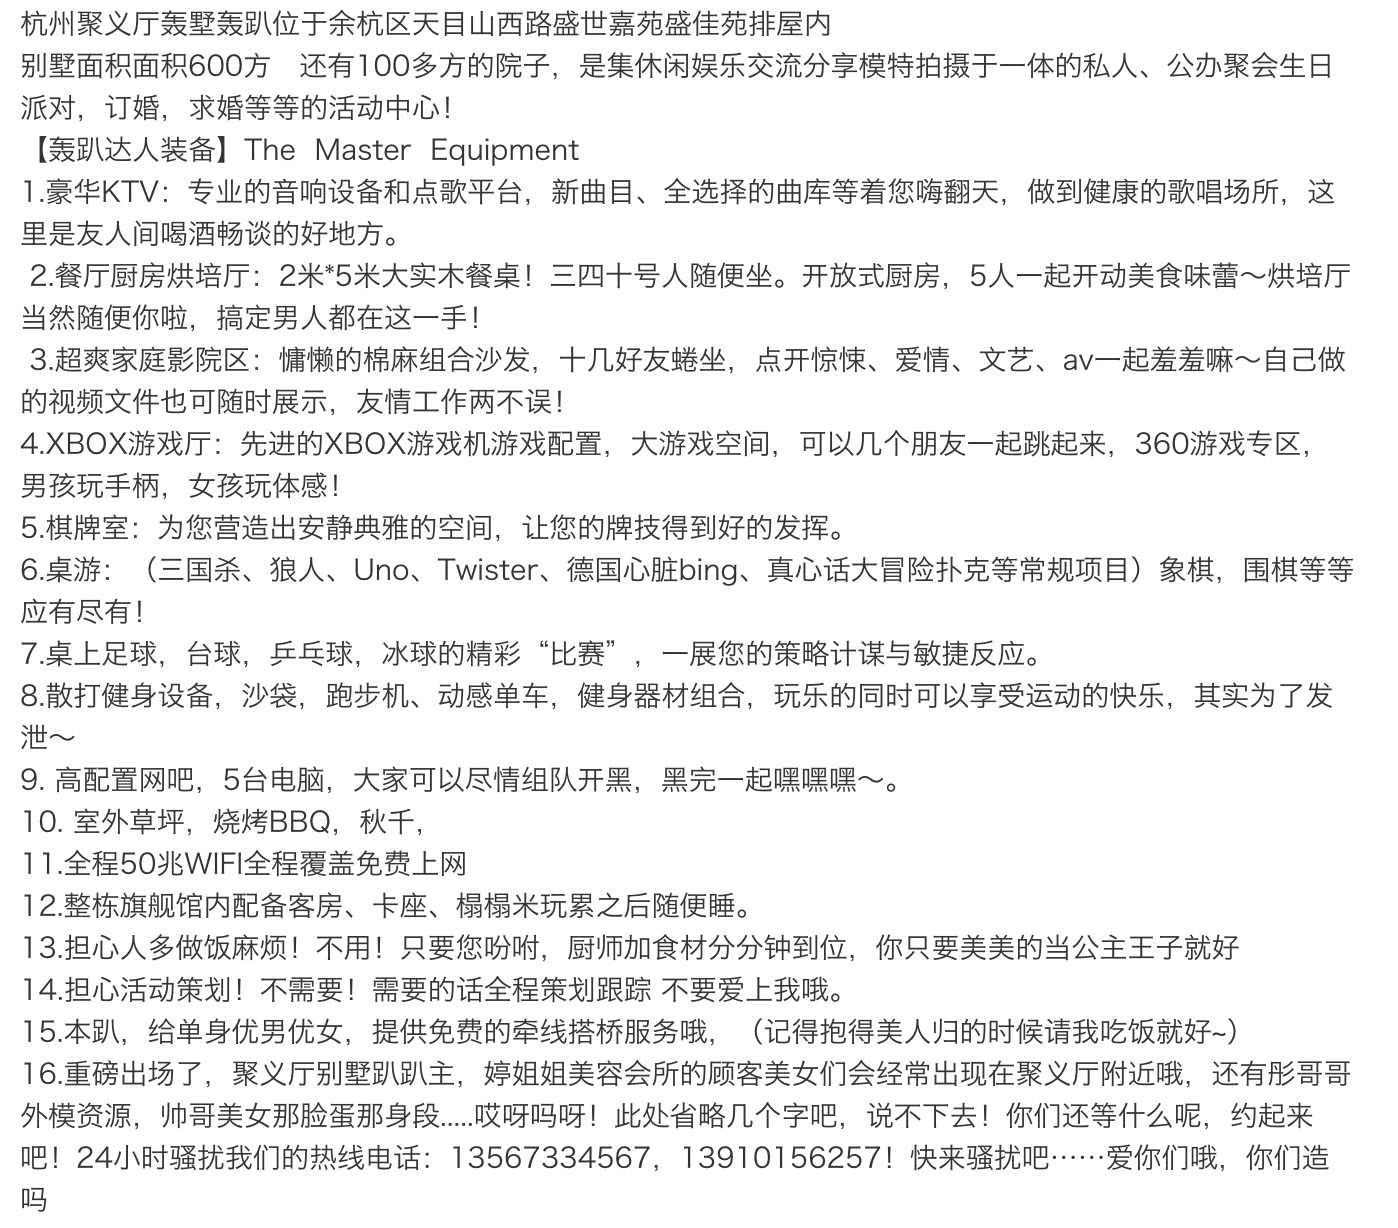 杭州聚义厅轰墅轰趴位于余杭区天目山西路盛世嘉苑盛佳苑排屋内
别墅面积面积600方　还有100多方的院子，是集休闲娱乐交流分享模特拍摄于一体的私人、公办聚会生日
派对，订婚，求婚等等的活动中心！
【轰趴达人装备】The Master Equipment
1.豪华KTV：专业的音响设备和点歌平台，新曲目、全选择的曲库等着您嗨翻天，做到健康的歌唱场所，这
里是友人间喝酒畅谈的好地方。
2.餐厅厨房烘培厅：2米*5米大实木餐桌！三四十号人随便坐。开放式厨房，5人一起开动美食味蕾～烘培厅
当然随便你啦，搞定男人都在这一手！
3.超爽家庭影院区：慵懒的棉麻组合沙发，十几好友蜷坐，点开惊悚、爱情、文艺、av一起羞羞嘛～自己做
的视频文件也可随时展示，友情工作两不误！
4.XBOX游戏厅：先进的XBOX游戏机游戏配置，大游戏空间，可以几个朋友一起跳起来，360游戏专区，
男孩玩手柄，女孩玩体感！
5.棋牌室：为您营造出安静典雅的空间，让您的牌技得到好的发挥。
6.桌游：（三国杀、狼人、Uno、Twister、德国心脏bing、真心话大冒险扑克等常规项目）象棋，围棋等等
应有尽有！
7.桌上足球，台球，乒乓球，冰球的精彩“比赛”，一展您的策略计谋与敏捷反应。
8.散打健身设备，沙袋，跑步机、动感单车，健身器材组合，玩乐的同时可以享受运动的快乐，其实为了发
泄～
9. 高配置网吧，5台电脑，大家可以尽情组队开黑，黑完一起嘿嘿嘿～。
10. 室外草坪，烧烤BBQ，秋千，
11.全程50兆WIFI全程覆盖免费上网
12.整栋旗舰馆内配备客房、卡座、榻榻米玩累之后随便睡。
13.担心人多做饭麻烦！不用！只要您吩咐，厨师加食材分分钟到位，你只要美美的当公主王子就好
14.担心活动策划！不需要！需要的话全程策划跟踪 不要爱上我哦。
15.本趴，给单身优男优女，提供免费的牵线搭桥服务哦，（记得抱得美人归的时候请我吃饭就好~）
16.重磅出场了，聚义厅别墅趴趴主，婷姐姐美容会所的顾客美女们会经常出现在聚义厅附近哦，还有彤哥哥
外模资源，帅哥美女那脸蛋那身段.....哎呀吗呀！此处省略几个字吧，说不下去！你们还等什么呢，约起来
吧！24小时骚扰我们的热线电话：13567334567，13910156257！快来骚扰吧……爱你们哦，你们造
吗